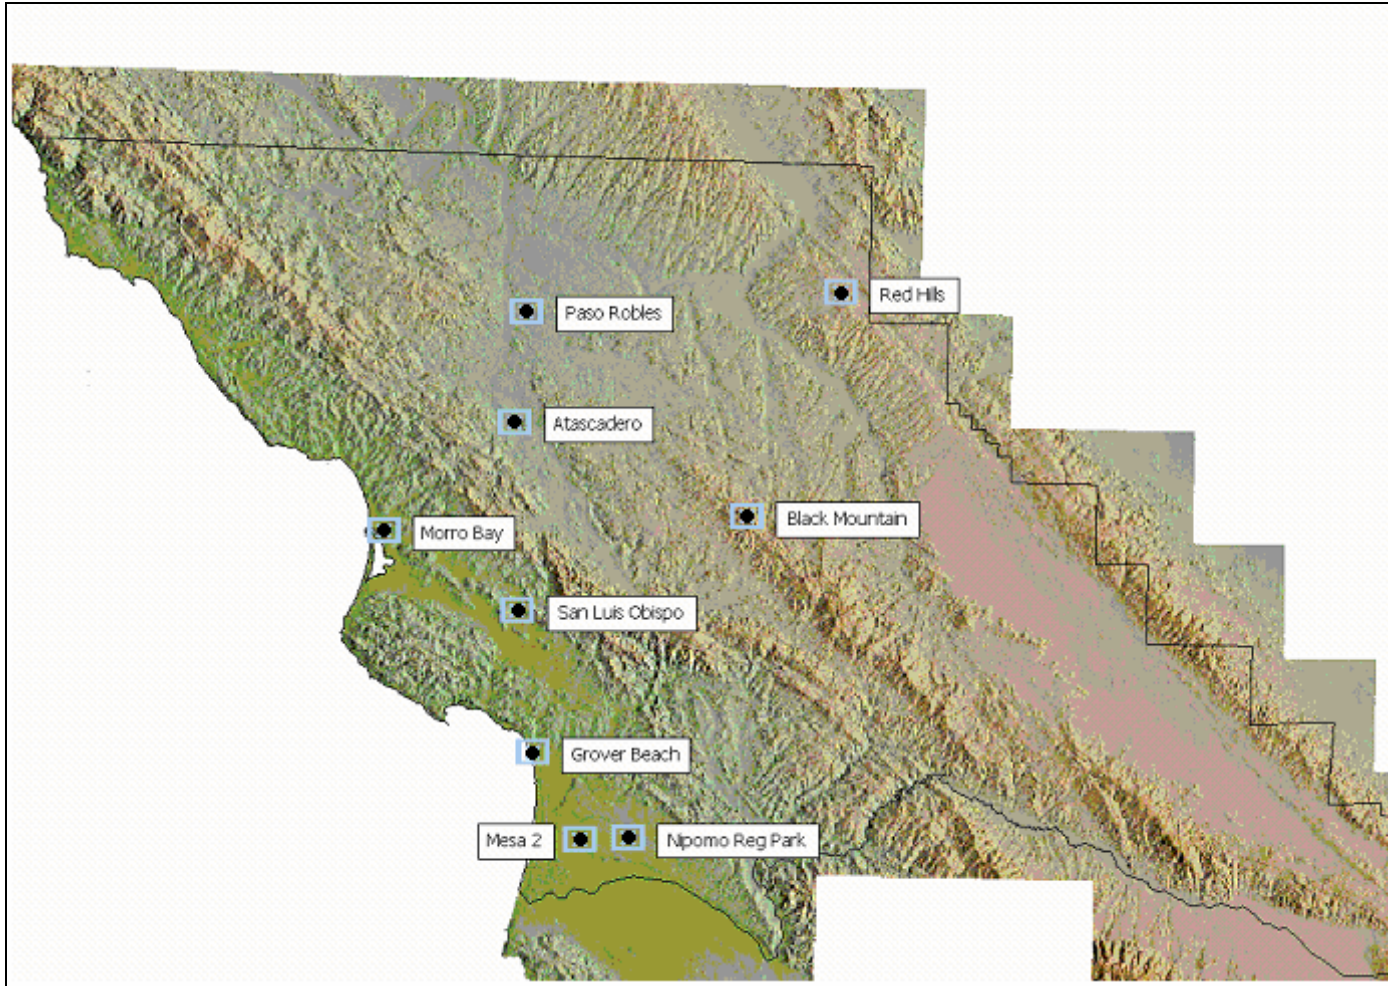 Red Hills
Paso Robles
Atascadero
Black Mountain
Morro Bay
San Luis Obispo
Grover Beach
Mesa 2
Nipomo Reg Park